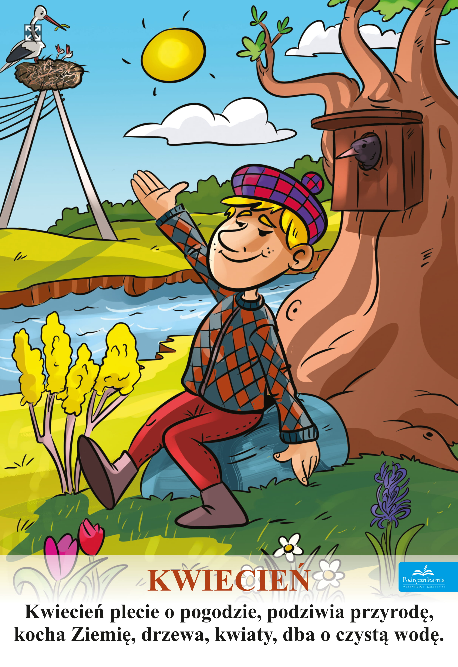 KWIECIEŃ
Kwiecień plecie o pogodzie, podziwia przyrodę,
kocha Ziemię, drzewa, kwiaty, dba o czystą wodę.